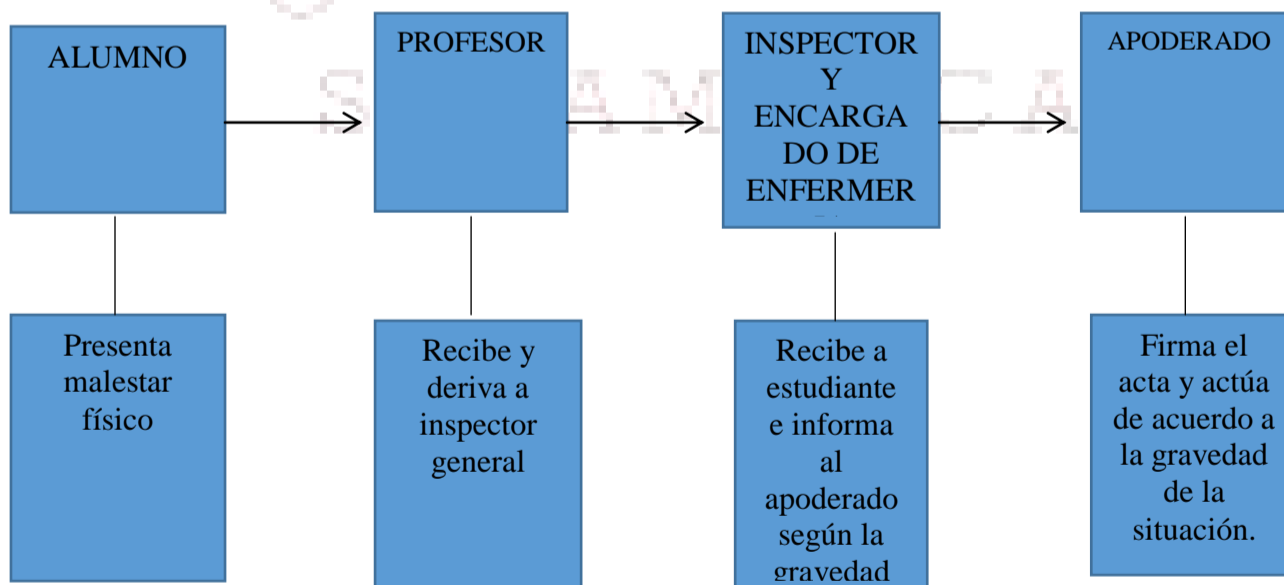 ALUMNO
PROFESOR
INSPECTOR
Y
ENCARGA
DO DE
ENFERMER
APODERADO
Presenta
malestar
físico
Recibe y
deriva a
inspector
general
Recibe a
estudiante
e informa
al
apoderado
según la
gravedad
Firma el
acta y actúa
de acuerdo a
la gravedad
de la
situación.